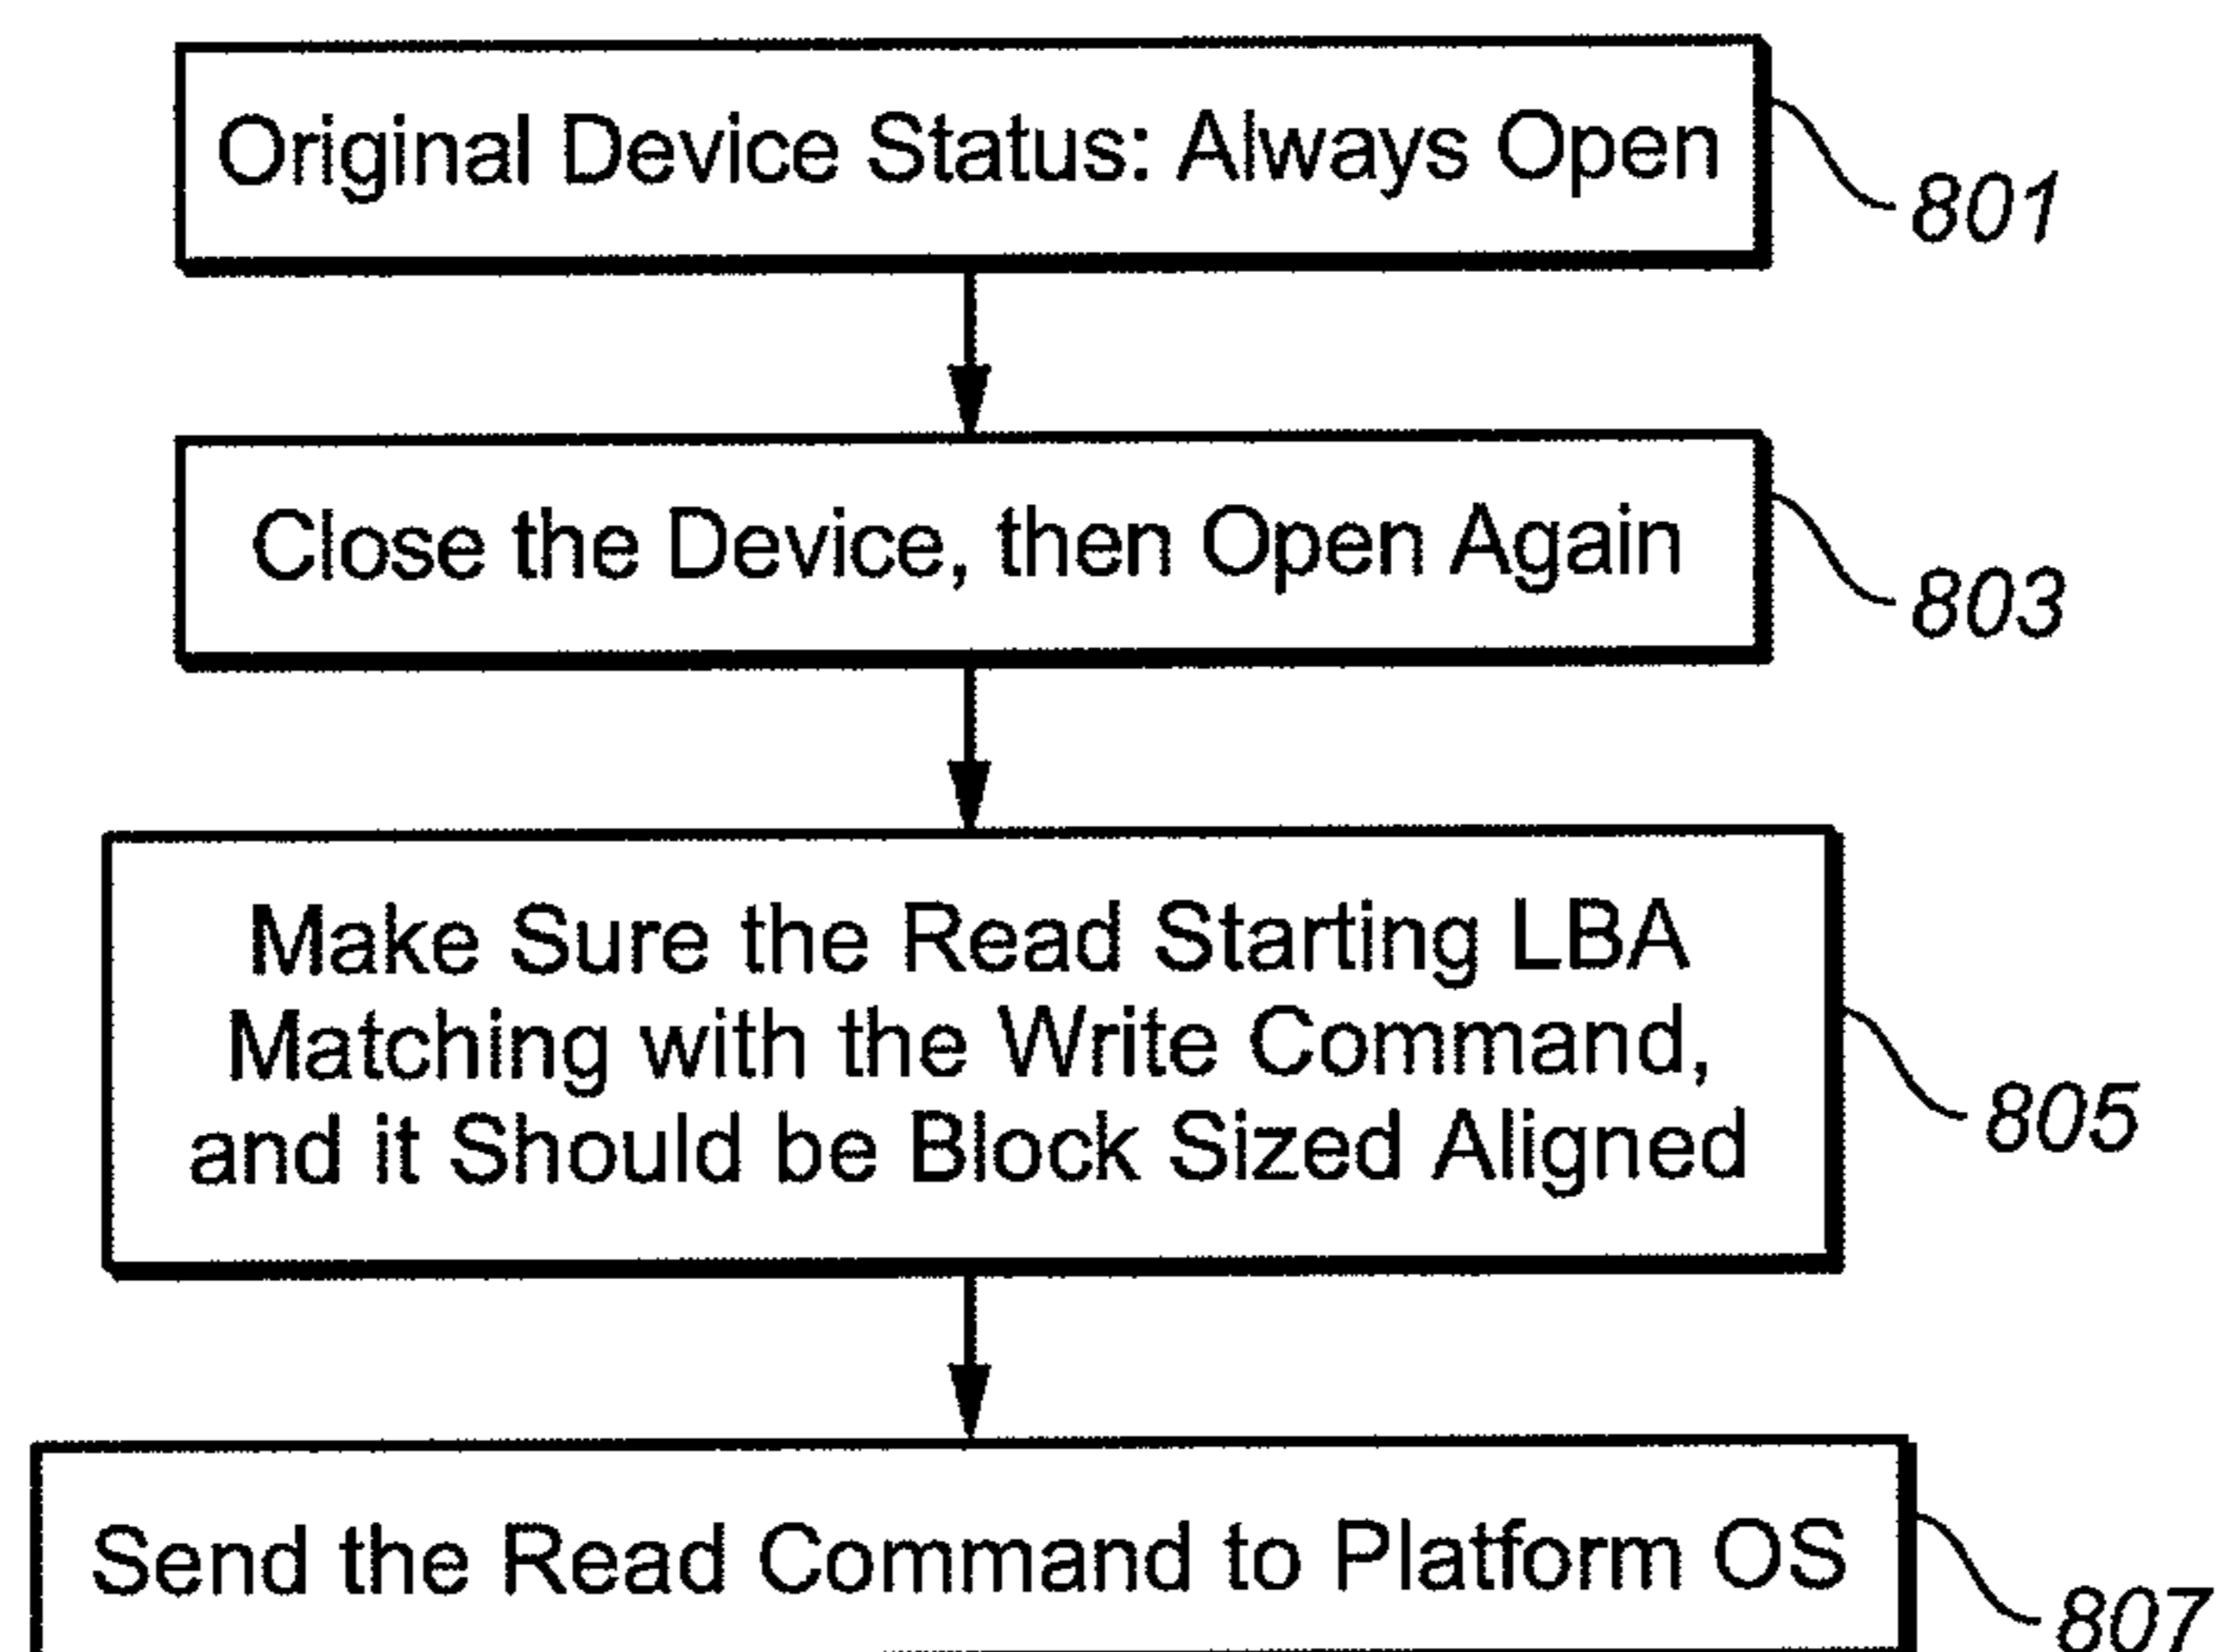 Original Device Status: Always Open
801
Close the Device, then Open Again
803
Make Sure the Read Starting LBA
Matching with the Write Command,
and it Should be Block Sized Aligned
805
Send the Read Command to Platform OS
807